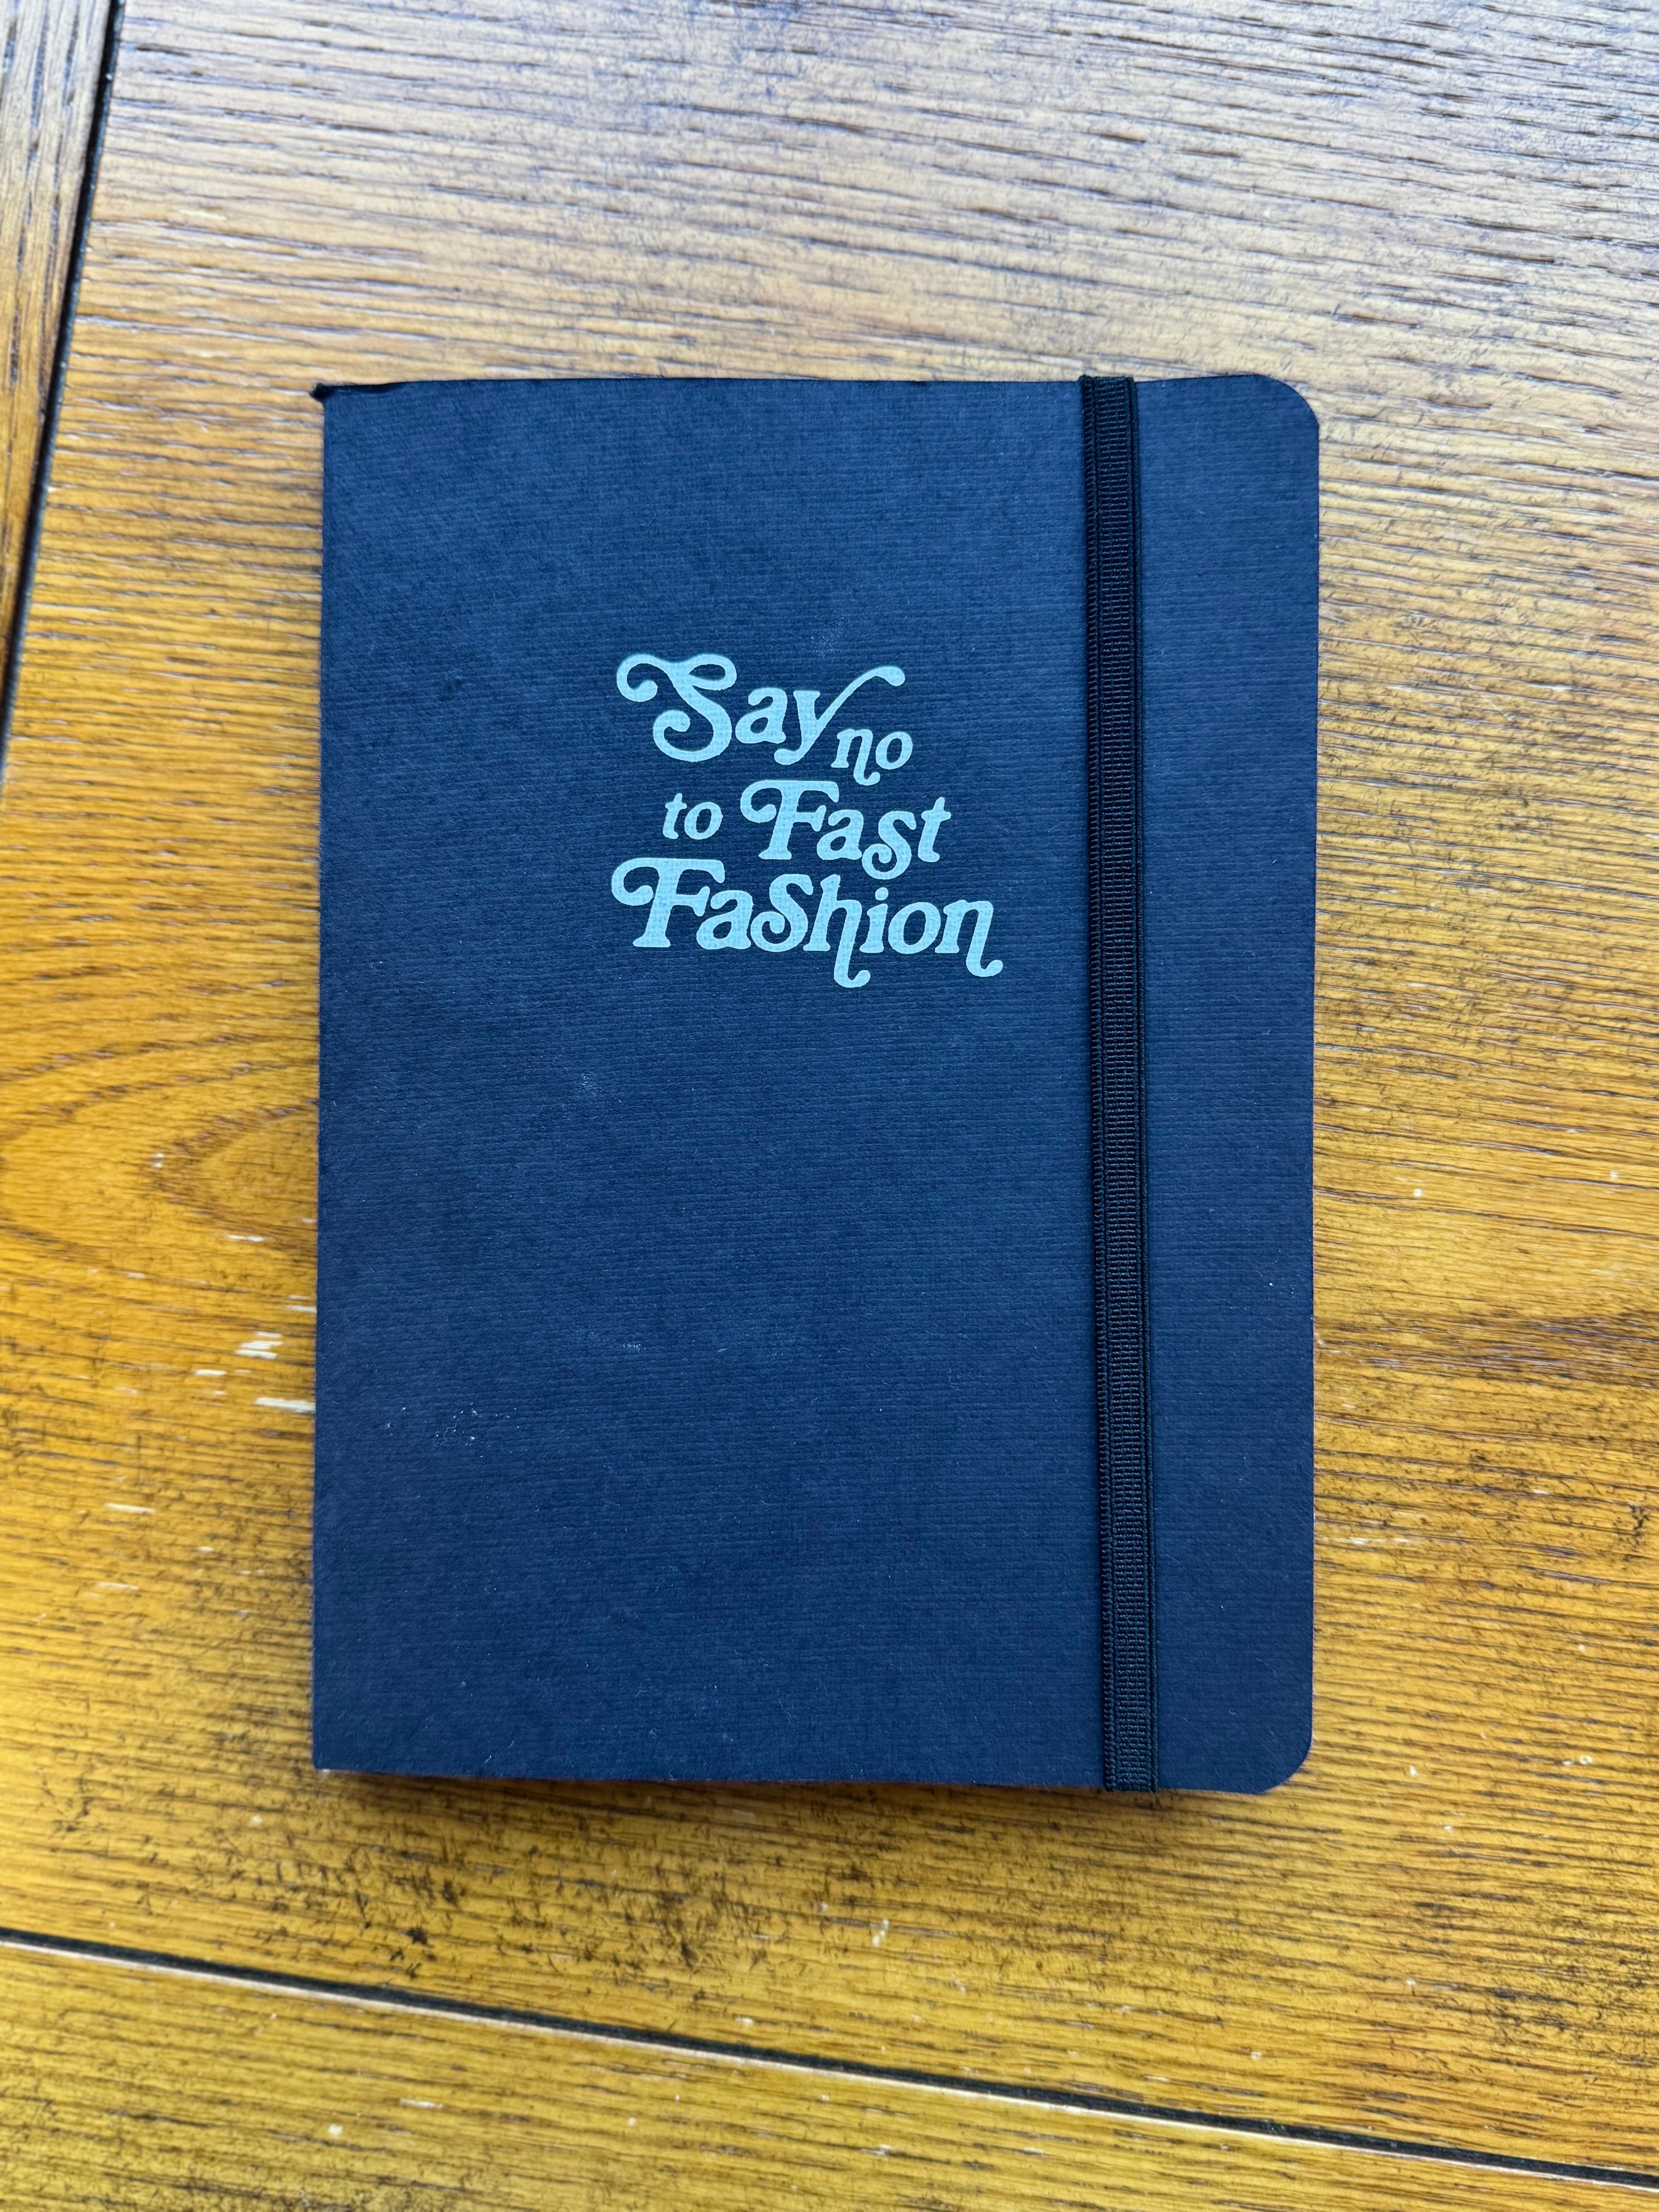 Say no
to Fast
Fashion